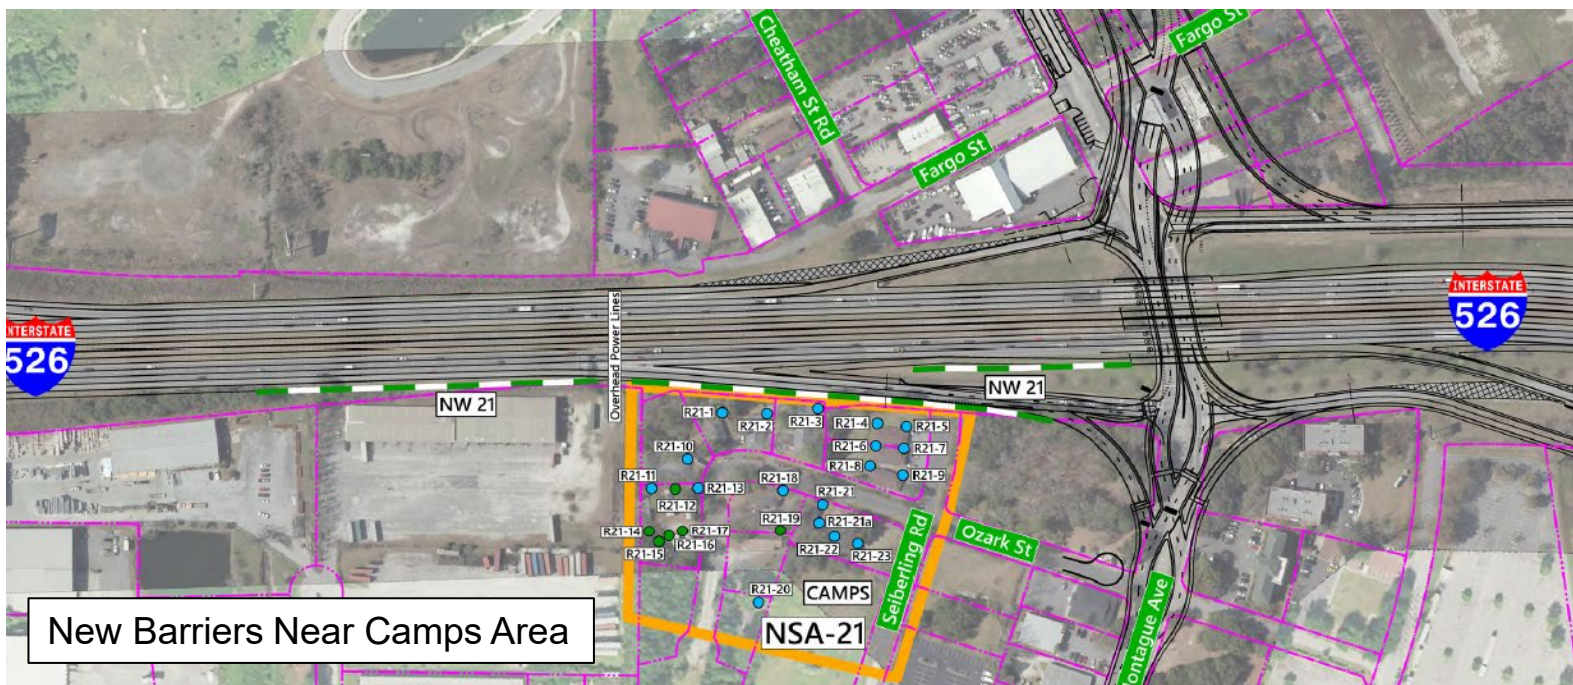 Cheatham St Rd
Fargo St
Fargo St
Overhead Power Lines
INTERSTATE
526
INTERSTATE
526
NW 21
NW 21
R21-1
R21-2
R21-3
R21-4
R21-5
R21-6
R21-7
R21-8
R21-9
R21-10
R21-11
R21-12
R21-13
R21-18
R21-21
R21-14
R21-17
R21-19
R21-21a
R21-16
R21-15
R21-22
R21-23
R21-20
Seiberling Rd
Ozark St
CAMPS
NSA-21
Montague Ave
New Barriers Near Camps Area